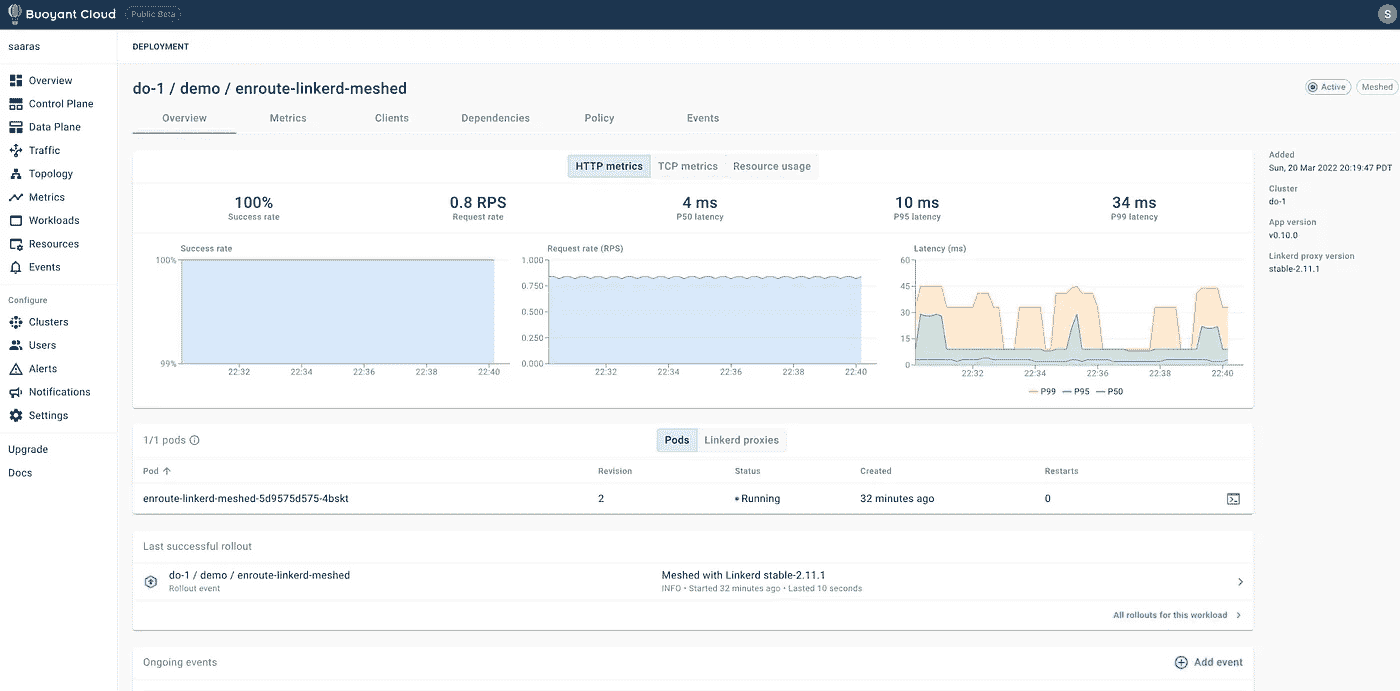 Buoyant Cloud Public Beta S
saaras
DEPLOYMENT
Overview
Control Plane
Data Plane
Traffic
Topology
Metrics
Workloads
Resources
Events
Configure
Clusters
Users
Alerts
Notifications
Settings
Upgrade
Docs
do-1 / demo / enroute-linkerd-meshed
Active Meshed
Overview Metrics Clients Dependencies Policy Events
HTTP metrics TCP metrics Resource usage
100% 0.8 RPS 4 ms 10 ms 34 ms
Success rate Request rate P50 latency P95 latency P99 latency
Success rate
100%
99%
22:32 22:34 22:36 22:38 22:40
Request rate (RPS)
1.000
0.750
0.500
0.250
0.000
22:32 22:34 22:36 22:38 22:40
Latency (ms)
60
45
30
15
0
22:32 22:34 22:36 22:38 22:40
P99 P95 P50
Added
Sun, 20 Mar 2022 20:19:47 PDT
Cluster
do-1
App version
v0.10.0
Linkerd proxy version
stable-2.11.1
1/1 pods Pods Linkerd proxies
Pod Revision Status Created Restarts
enroute-linkerd-meshed-5d9575d575-4bskt 2 Running 32 minutes ago 0
Last successful rollout
do-1 / demo / enroute-linkerd-meshed Meshed with Linkerd stable-2.11.1
Rollout event INFO • Started 32 minutes ago • Lasted 10 seconds
All rollouts for this workload
Ongoing events Add event